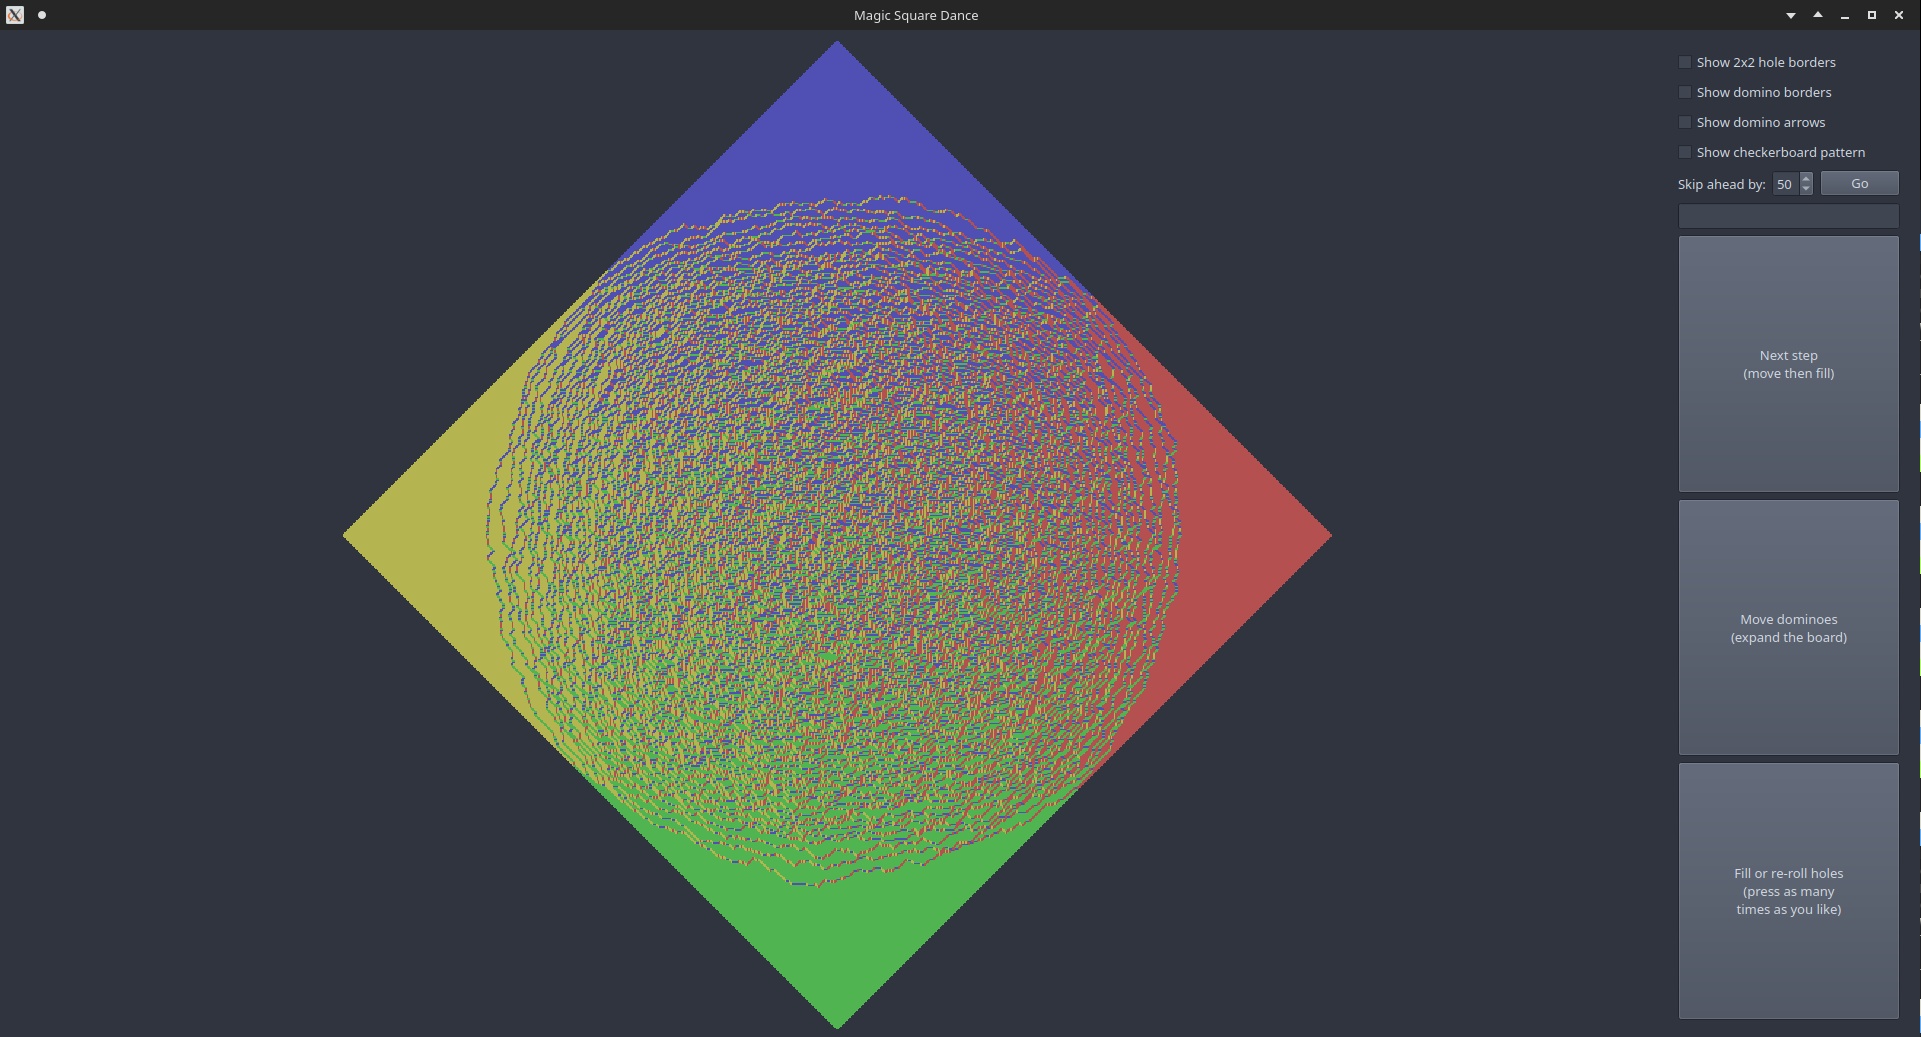 Magic Square Dance
Show 2x2 hole borders
Show domino borders
Show domino arrows
Show checkerboard pattern
Skip ahead by: 50 Go
Next step
(move then fill)
Move dominoes
(expand the board)
Fill or re-roll holes
(press as many
times as you like)